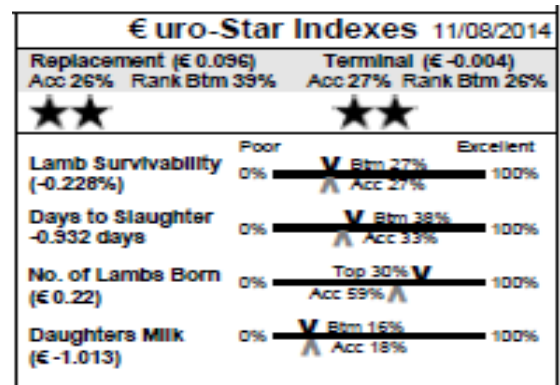 €uro-Star Indexes 11/08/2014
Replacement (€ 0.096) Terminal (€ -0.004)
Acc 26% Rank Btm 39% Acc 27% Rank Btm 26%
Poor Excellent
Lamb Survivability 0% Btm 27% 100%
(-0.228%) Acc 27%
Days to Slaughter 0% Btm 38% 100%
-0.932 days Acc 33%
No. of Lambs Born 0% Top 30% 100%
(€ 0.22) Acc 59%
Daughters Milk 0% Btm 16% 100%
(€ -1.013) Acc 18%